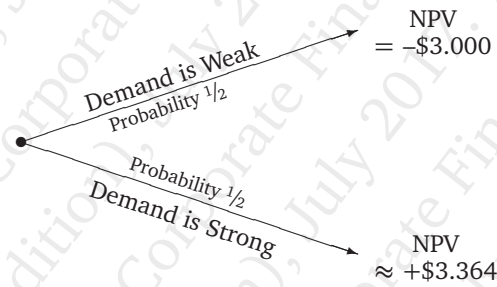 NPV
= –$3.000
Demand is Weak
Probability 1/2
Probability 1/2
Demand is Strong
NPV
≈ +$3.364